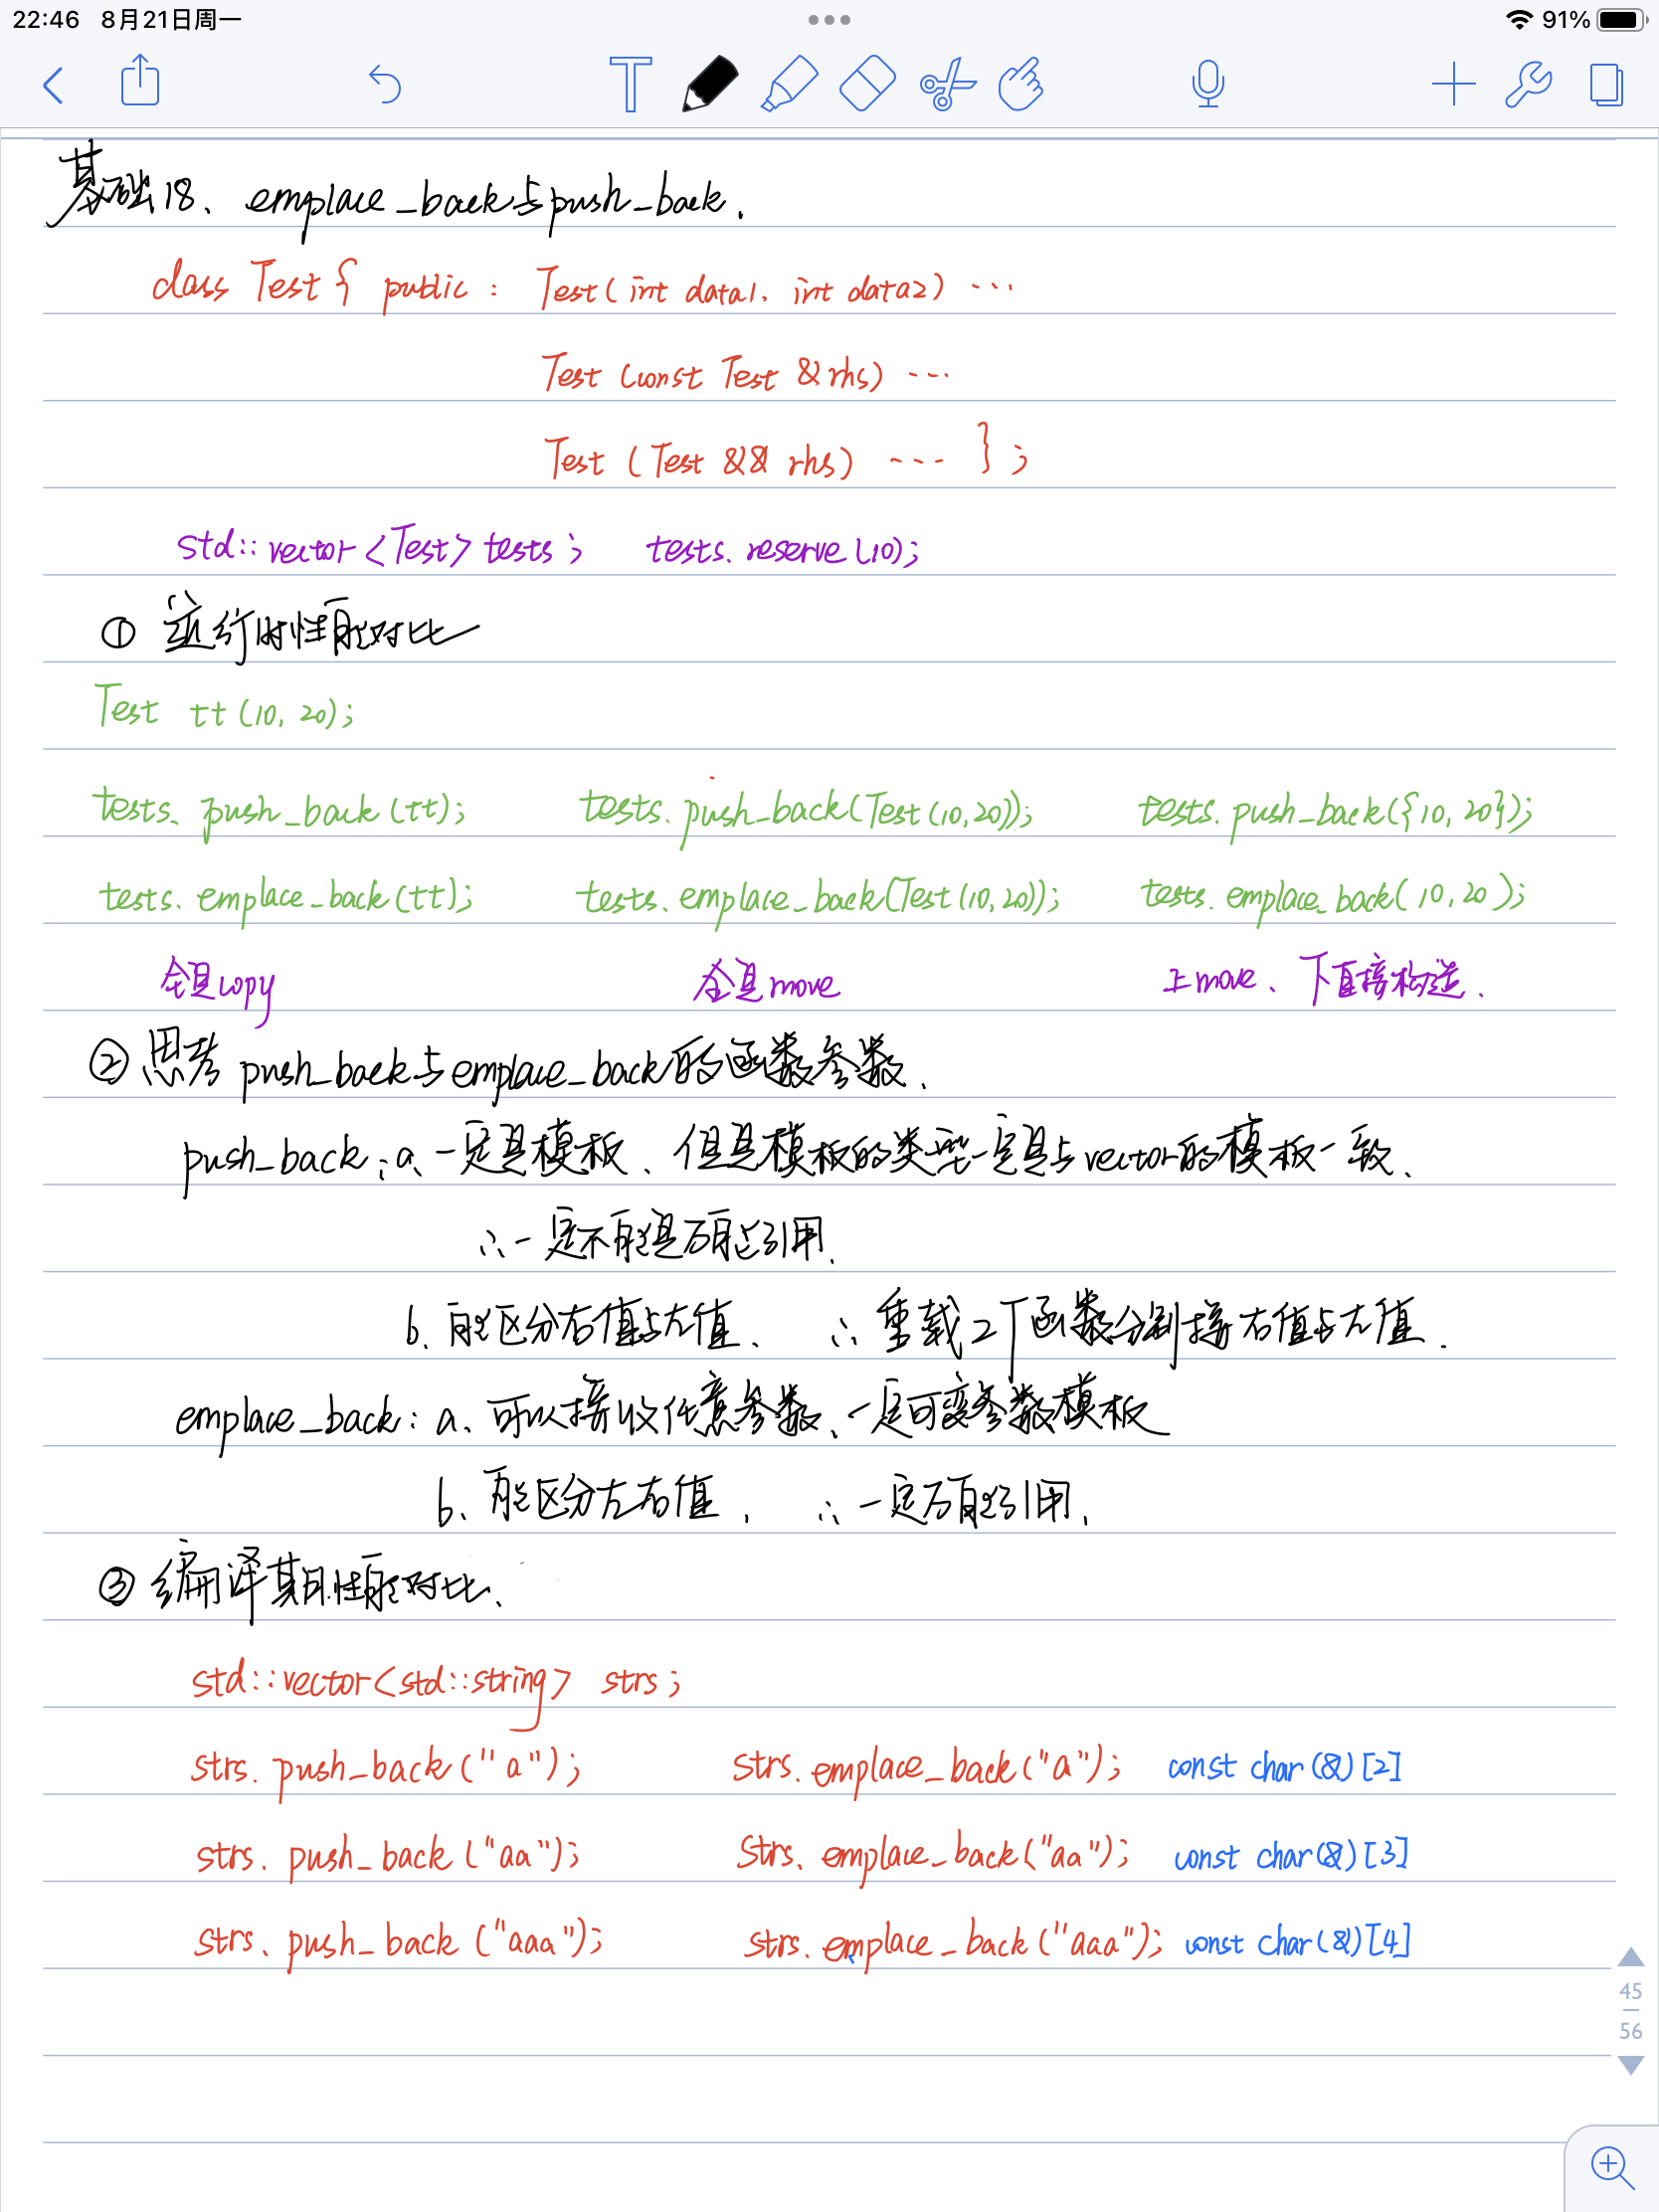 22:46 8月21日周一
91%
T
基础18、emplace_back与push_back.
class Test { public : Test(int data1, int data2) ...
Test (const Test &rhs) ...
Test (Test && rhs) ... } ;
std::vector<Test> tests ; tests.reserve(10);
① 运行时性能对比
Test tt(10, 20);
tests.push_back(tt); tests.push_back(Test(10,20)); tests.push_back({10, 20});
tests.emplace_back(tt); tests.emplace_back(Test(10,20)); tests.emplace_back(10,20);
全是copy 全是move 上move、下直接构造.
② 思考push_back与emplace_back的函数参数.
push_back: a、一定是模板、但是模板的类型一定是与vector的模板一致、
∴一定不能是万能引用.
b、能区分右值与左值、 ∴重载2个函数分别接右值与左值.
emplace_back: a、可以接收任意参数、一定可变参数模板
b、能区分左右值. ∴一定万能引用.
③ 编译期性能对比、
std::vector<std::string> strs;
strs.push_back("a"); strs.emplace_back("a"); const char(&)[2]
strs.push_back("aa"); strs.emplace_back("aa"); const char(&)[3]
strs.push_back("aaa"); strs.emplace_back("aaa"); const char(&)[4]
45
56